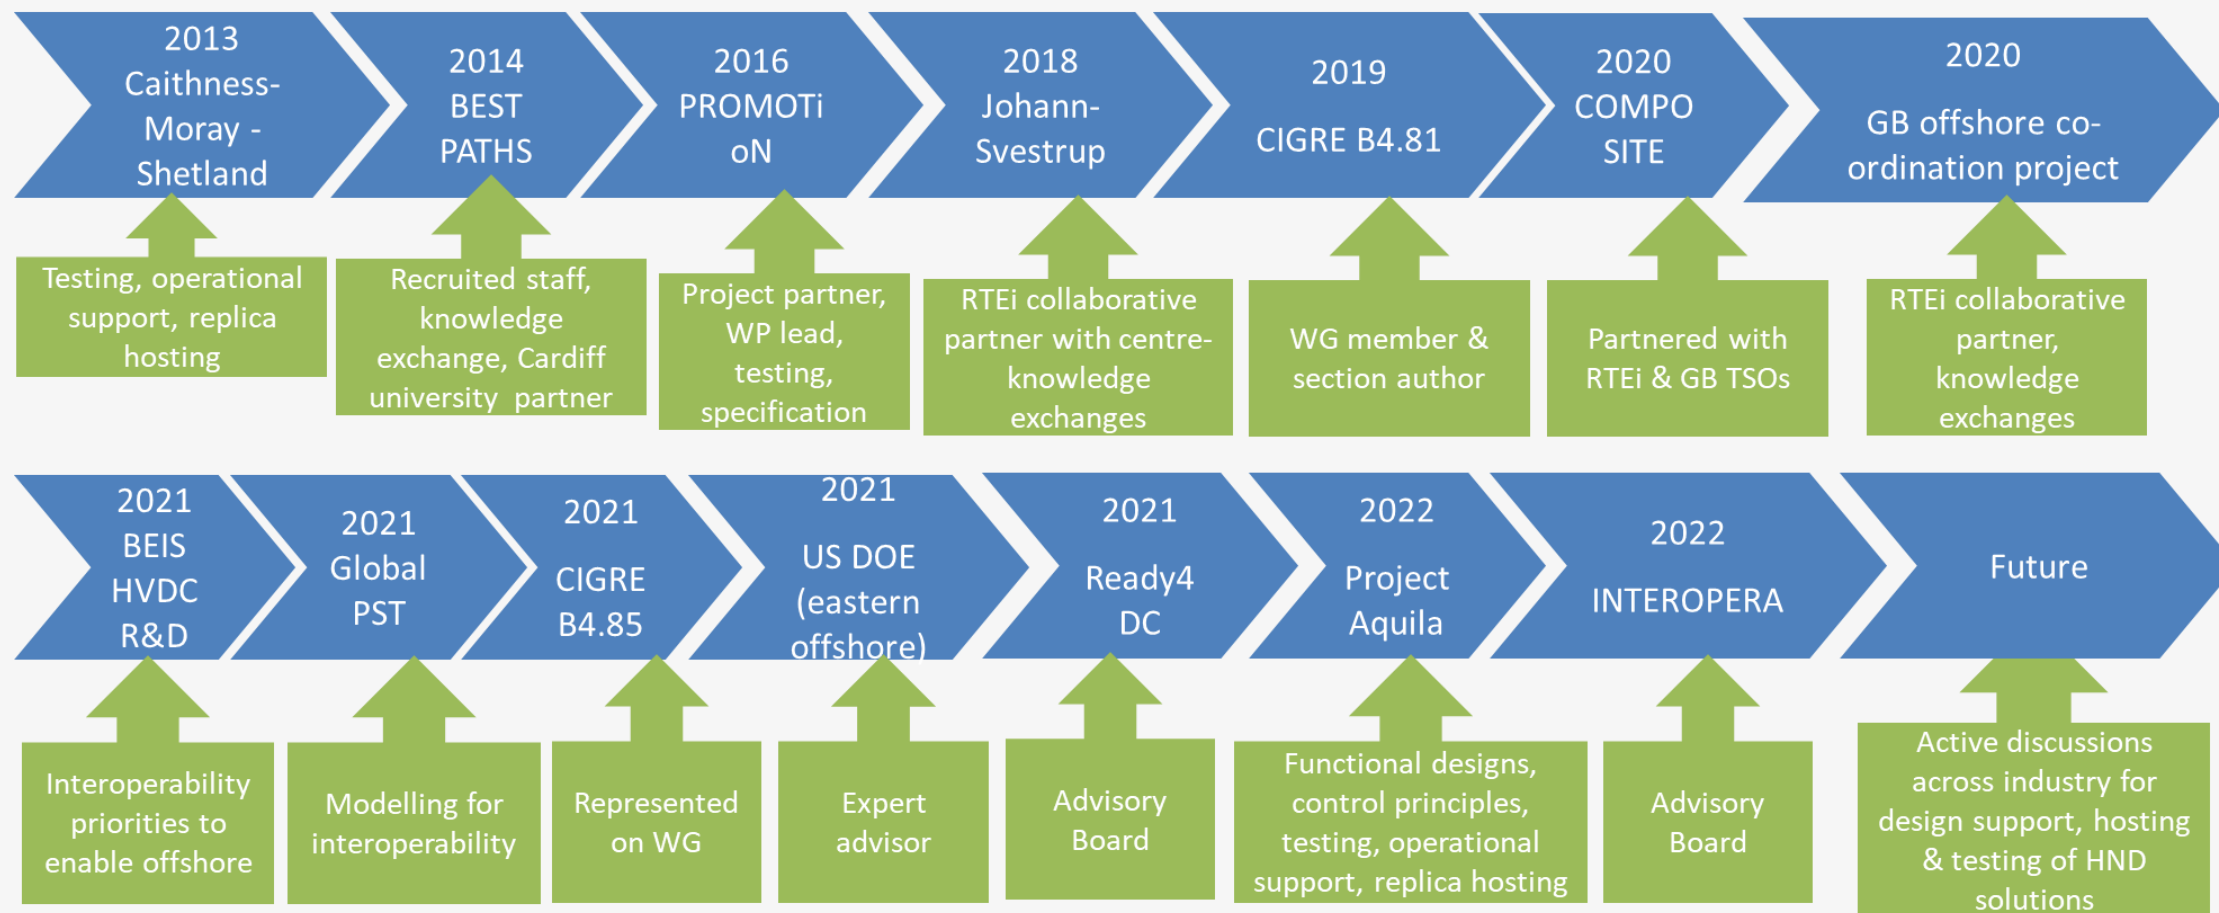 2013
Caithness-
Moray -
Shetland
2014
BEST
PATHS
2016
PROMOTi
oN
2018
Johann-
Svestrup
2019
CIGRE B4.81
2020
COMPO
SITE
2020
GB offshore co-
ordination project
Testing, operational
support, replica
hosting
Recruited staff,
knowledge
exchange, Cardiff
university partner
Project partner,
WP lead,
testing,
specification
RTEi collaborative
partner with centre-
knowledge
exchanges
WG member &
section author
Partnered with
RTEi & GB TSOs
RTEi collaborative
partner,
knowledge
exchanges
2021
BEIS
HVDC
R&D
2021
Global
PST
2021
CIGRE
B4.85
2021
US DOE
(eastern
offshore)
2021
Ready4
DC
2022
Project
Aquila
2022
INTEROPERA
Future
Interoperability
priorities to
enable offshore
Modelling for
interoperability
Represented
on WG
Expert
advisor
Advisory
Board
Functional designs,
control principles,
testing, operational
support, replica hosting
Advisory
Board
Active discussions
across industry for
design support, hosting
& testing of HND
solutions